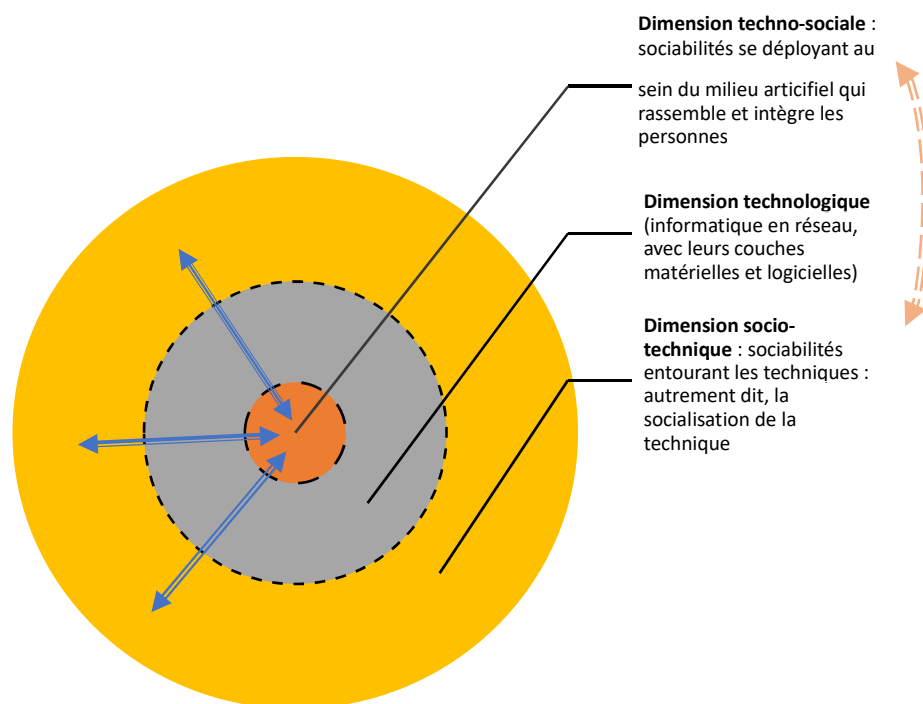 Dimension techno-sociale :
sociabilités se déployant au
sein du milieu articifiel qui
rassemble et intègre les
personnes
Dimension technologique
(informatique en réseau,
avec leurs couches
matérielles et logicielles)
Dimension socio-
technique : sociabilités
entourant les techniques :
autrement dit, la
socialisation de la
technique